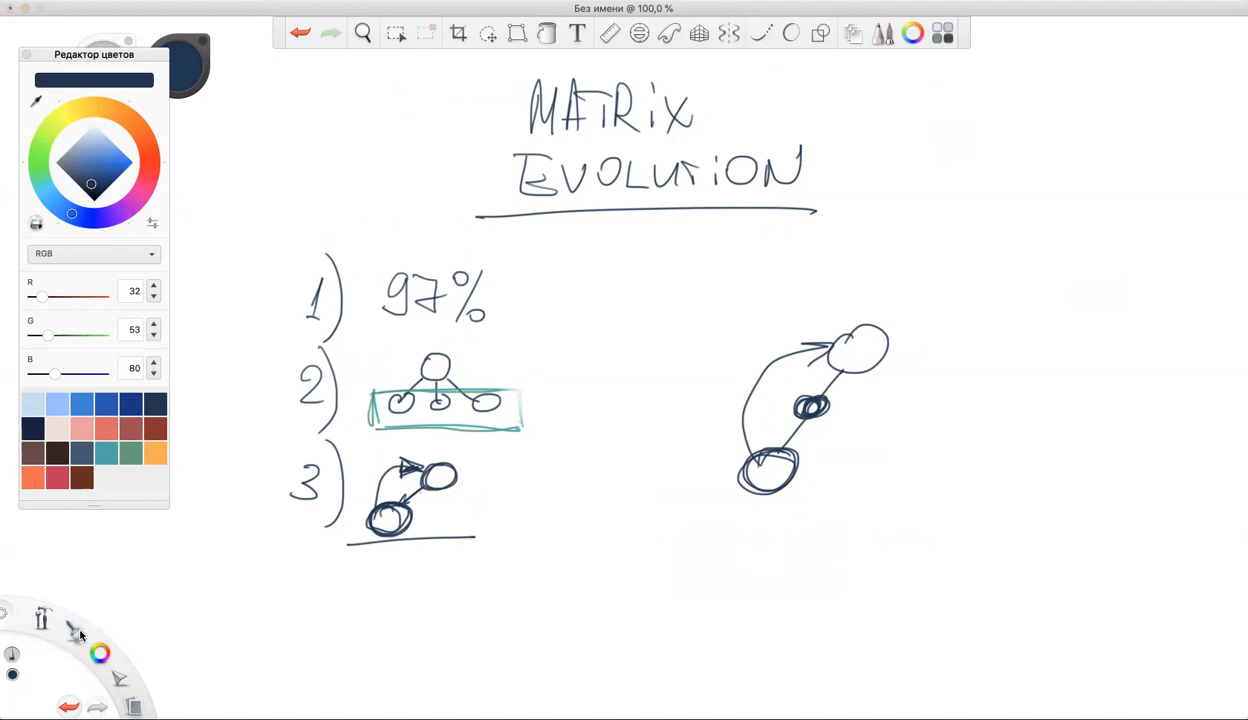 Без имени @ 100,0 %
Редактор цветов
RGB
R 32
G 53
B 80
MATRiX
EVOLUTiON
1) 97%
2)
3)